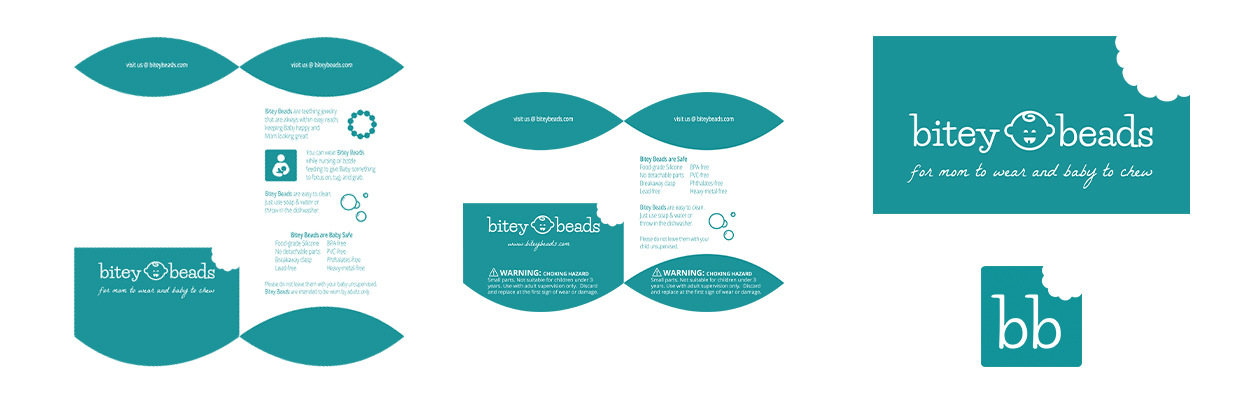 visit us @ biteybeads.com
visit us @ biteybeads.com
Bitey Beads are teething jewelry
that are always within easy reach,
keeping Baby happy and
Mom looking great!
You can wear Bitey Beads
while nursing or bottle
feeding to give Baby something
to focus on, tug, and grab.
Bitey Beads are easy to clean.
Just use soap & water or
throw in the dishwasher.
Bitey Beads are Baby Safe
Food-grade Silicone BPA-free
No detachable parts PVC-free
Breakaway clasp Phthalates-free
Lead-free Heavy-metal-free
Please do not leave them with your baby unsupervised.
Bitey Beads are intended to be worn by adults only.
bitey beads
for mom to wear and baby to chew
visit us @ biteybeads.com
visit us @ biteybeads.com
Bitey Beads are Safe
Food-grade Silicone BPA-free
No detachable parts PVC-free
Breakaway clasp Phthalates-free
Lead-free Heavy-metal-free
Bitey Beads are easy to clean.
Just use soap & water or
throw in the dishwasher.
Please do not leave them with your
child unsupervised.
bitey beads
www.biteybeads.com
WARNING: CHOKING HAZARD
Small parts. Not suitable for children under 3
years. Use with adult supervision only. Discard
and replace at the first sign of wear or damage.
WARNING: CHOKING HAZARD
Small parts. Not suitable for children under 3
years. Use with adult supervision only. Discard
and replace at the first sign of wear or damage.
bitey beads
for mom to wear and baby to chew
bb